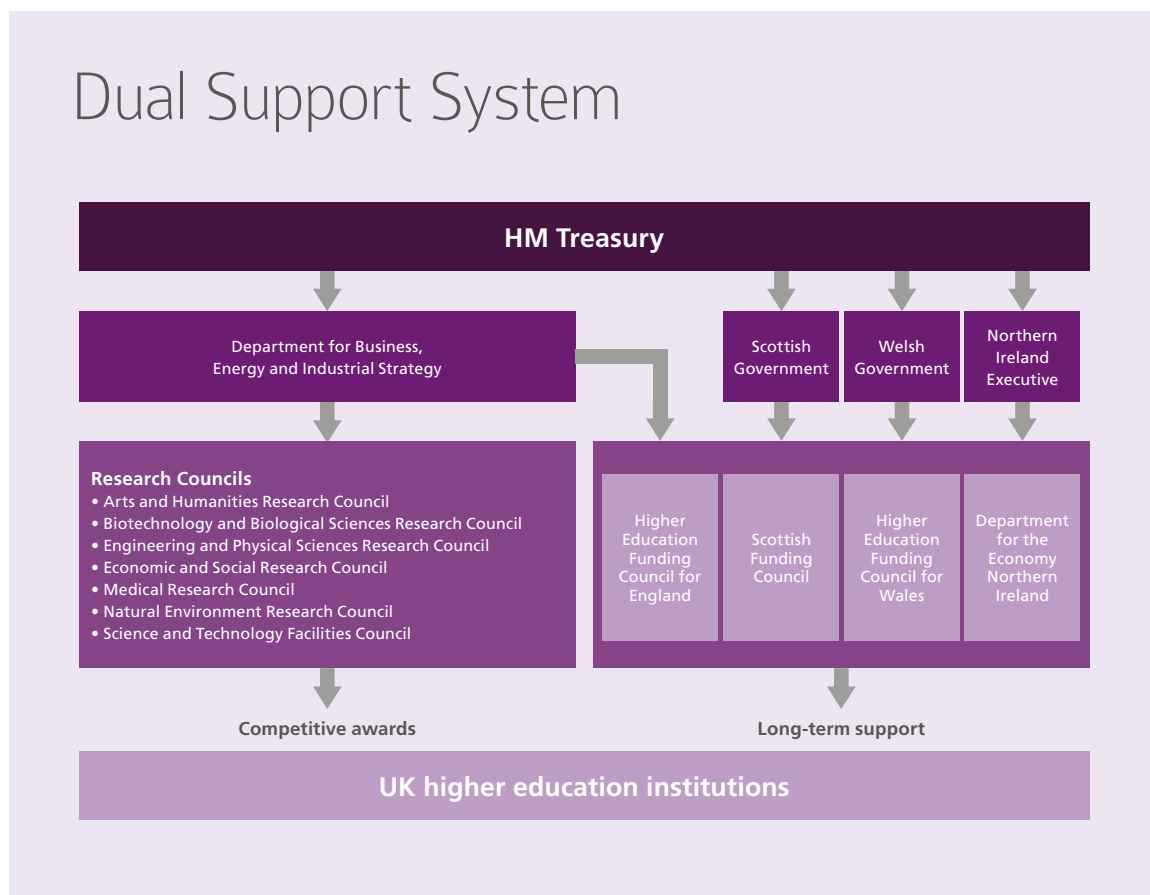 Dual Support System
HM Treasury
Department for Business,
Energy and Industrial Strategy
Scottish
Government
Welsh
Government
Northern
Ireland
Executive
Research Councils
• Arts and Humanities Research Council
• Biotechnology and Biological Sciences Research Council
• Engineering and Physical Sciences Research Council
• Economic and Social Research Council
• Medical Research Council
• Natural Environment Research Council
• Science and Technology Facilities Council
Higher
Education
Funding
Council for
England
Scottish
Funding
Council
Higher
Education
Funding
Council for
Wales
Department
for the
Economy
Northern
Ireland
Competitive awards
Long-term support
UK higher education institutions